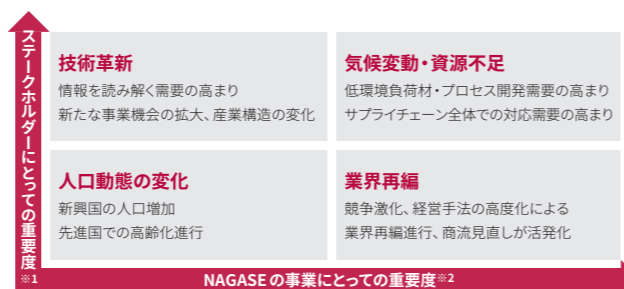 ステークホルダーにとっての重要度
※1
技術革新
情報を読み解く需要の高まり
新たな事業機会の拡大、産業構造の変化
気候変動・資源不足
低環境負荷材・プロセス開発需要の高まり
サプライチェーン全体での対応需要の高まり
人口動態の変化
新興国の人口増加
先進国での高齢化進行
業界再編
競争激化、経営手法の高度化による
業界再編進行、商流見直しが活発化
NAGASEの事業にとっての重要度※2